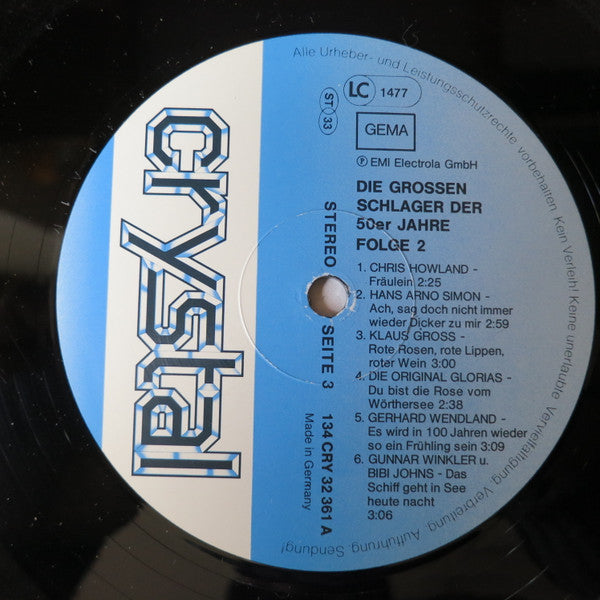 Alle Urheber- und Leistungsschutzrechte vorbehalten. Kein Verleih! Keine unerlaubte Vervielfältigung, Verbreitung, Aufführung, Sendung!
crystal
LC 1477
ST 33
GEMA
℗ EMI Electrola GmbH
DIE GROSSEN
SCHLAGER DER
50er JAHRE
FOLGE 2
STEREO SEITE 3 134 CRY 32 361 A
Made in Germany
1. CHRIS HOWLAND -
Fräulein 2:25
2. HANS ARNO SIMON -
Ach, sag doch nicht immer
wieder Dicker zu mir 2:59
3. KLAUS GROSS -
Rote Rosen, rote Lippen,
roter Wein 3:00
4. DIE ORIGINAL GLORIAS -
Du bist die Rose vom
Wörthersee 2:38
5. GERHARD WENDLAND -
Es wird in 100 Jahren wieder
so ein Frühling sein 3:09
6. GUNNAR WINKLER u.
BIBI JOHNS - Das
Schiff geht in See
heute nacht
3:06